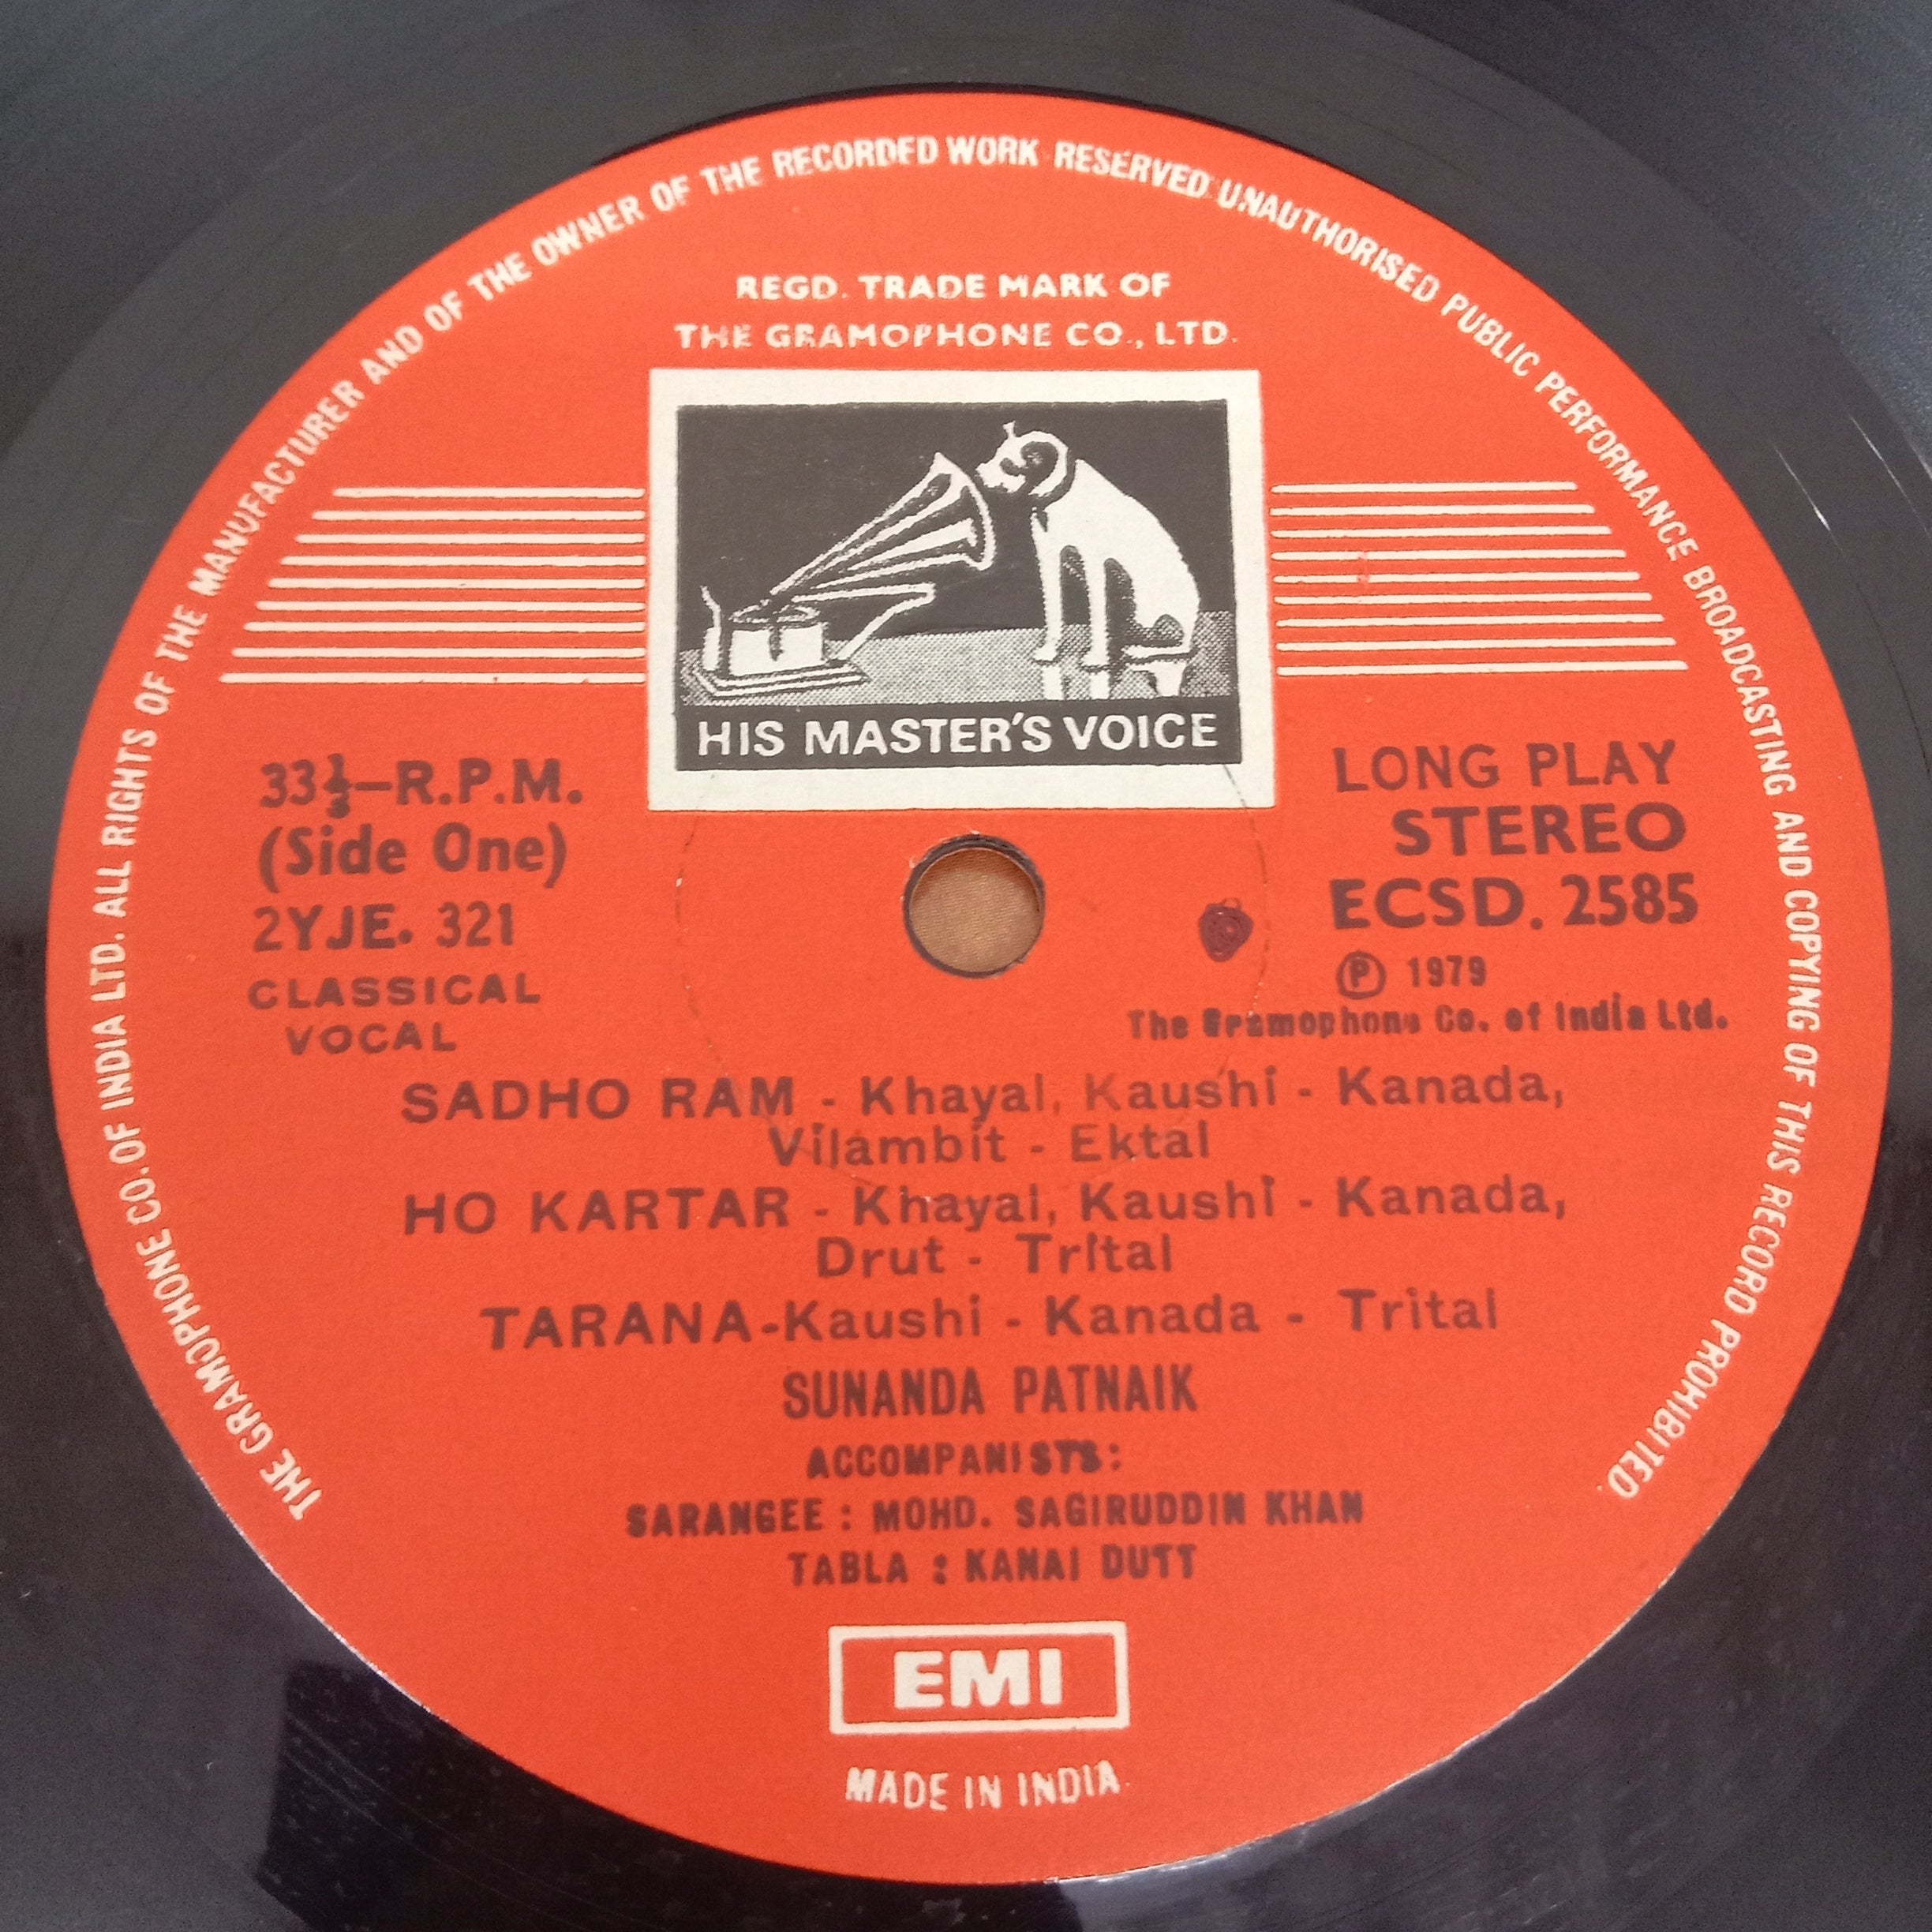 THE GRAMOPHONE CO. OF INDIA LTD. ALL RIGHTS OF THE MANUFACTURER AND OF THE OWNER OF THE RECORDED WORK RESERVED UNAUTHORISED PUBLIC PERFORMANCE BROADCASTING AND COPYING OF THIS RECORD PROHIBITED.
REGD. TRADE MARK OF
THE GRAMOPHONE CO., LTD.
HIS MASTER'S VOICE
33⅓-R.P.M.
(Side One)
2YJE. 321
CLASSICAL
VOCAL
LONG PLAY
STEREO
ECSD. 2585
Ⓟ 1979
The Gramophone Co. of India Ltd.
SADHO RAM - Khayal, Kaushi - Kanada,
Vilambit - Ektal
HO KARTAR - Khayal, Kaushi - Kanada,
Drut - Trital
TARANA-Kaushi - Kanada - Trital
SUNANDA PATNAIK
ACCOMPANISTS:
SARANGEE : MOHD. SAGIRUDDIN KHAN
TABLA : KANAI DUTT
EMI
MADE IN INDIA